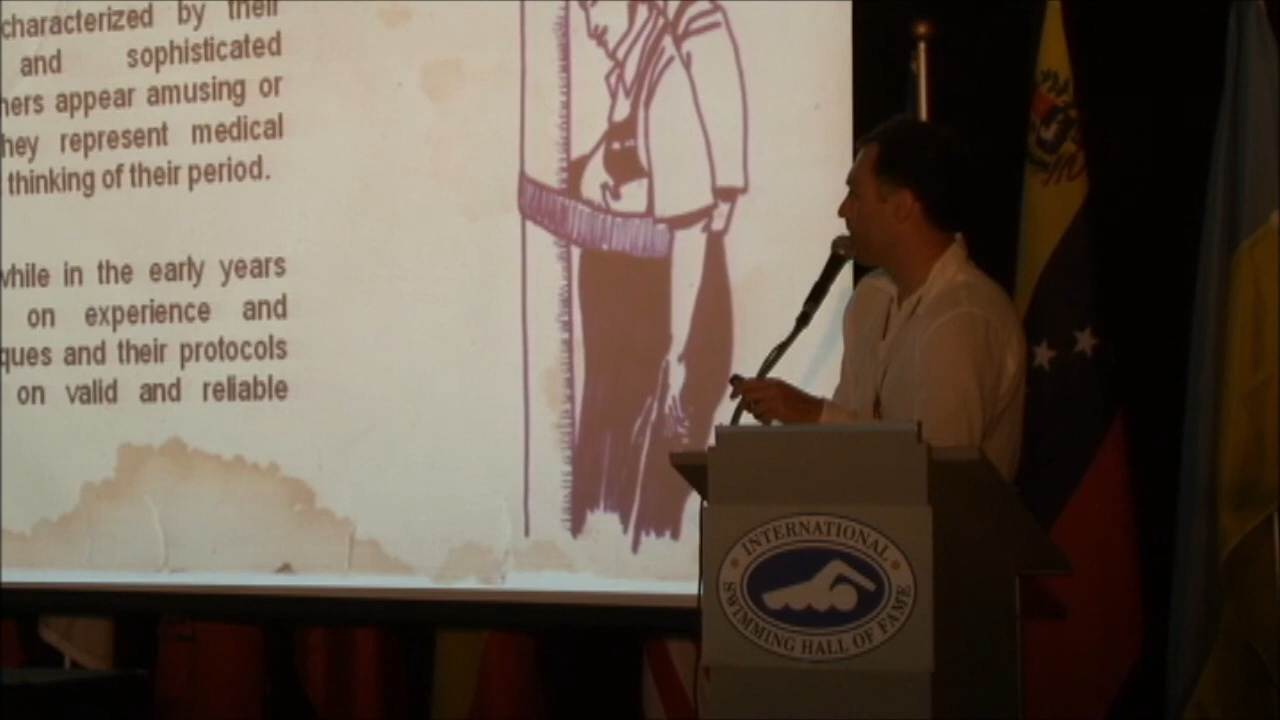 characterized by their
and sophisticated
hers appear amusing or
hey represent medical
thinking of their period.
while in the early years
on experience and
ques and their protocols
on valid and reliable
INTERNATIONAL
SWIMMING HALL OF FAME